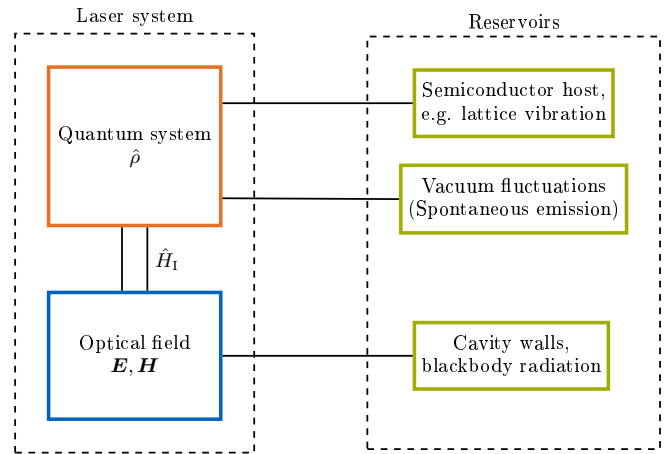 Laser system
Reservoirs
Quantum system
ρ̂
Ĥ_I
Optical field
E, H
Semiconductor host,
e.g. lattice vibration
Vacuum fluctuations
(Spontaneous emission)
Cavity walls,
blackbody radiation